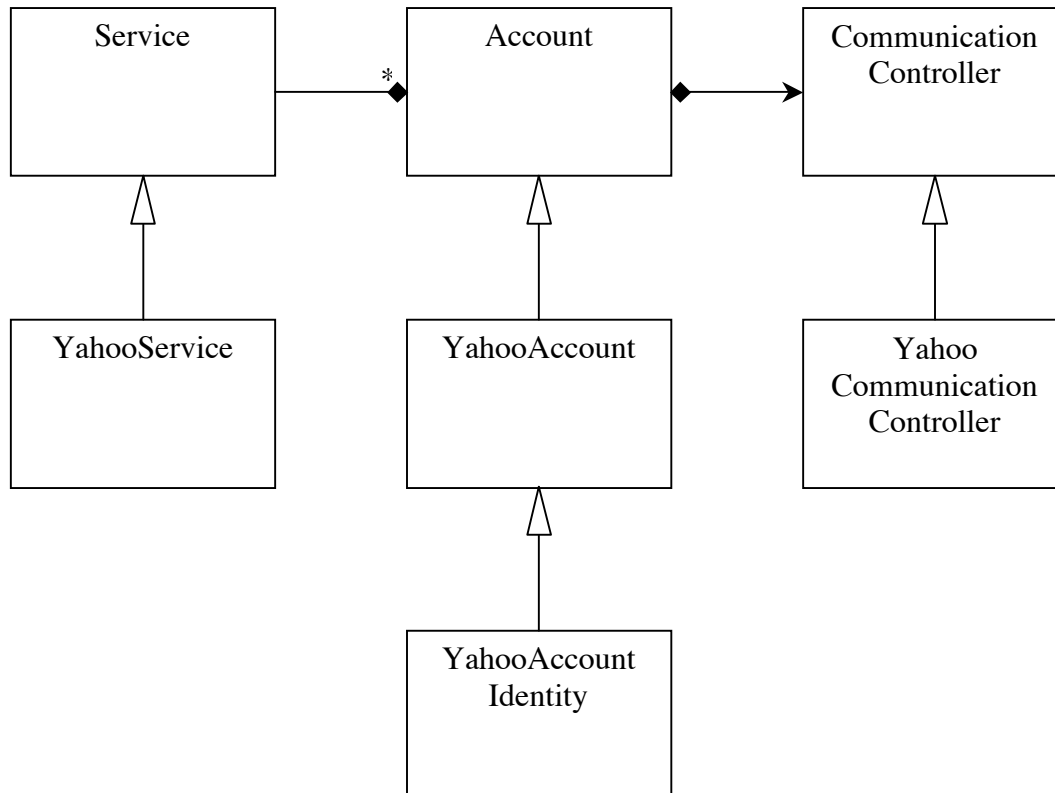 Service
Account
Communication
Controller
*
YahooService
YahooAccount
Yahoo
Communication
Controller
YahooAccount
Identity